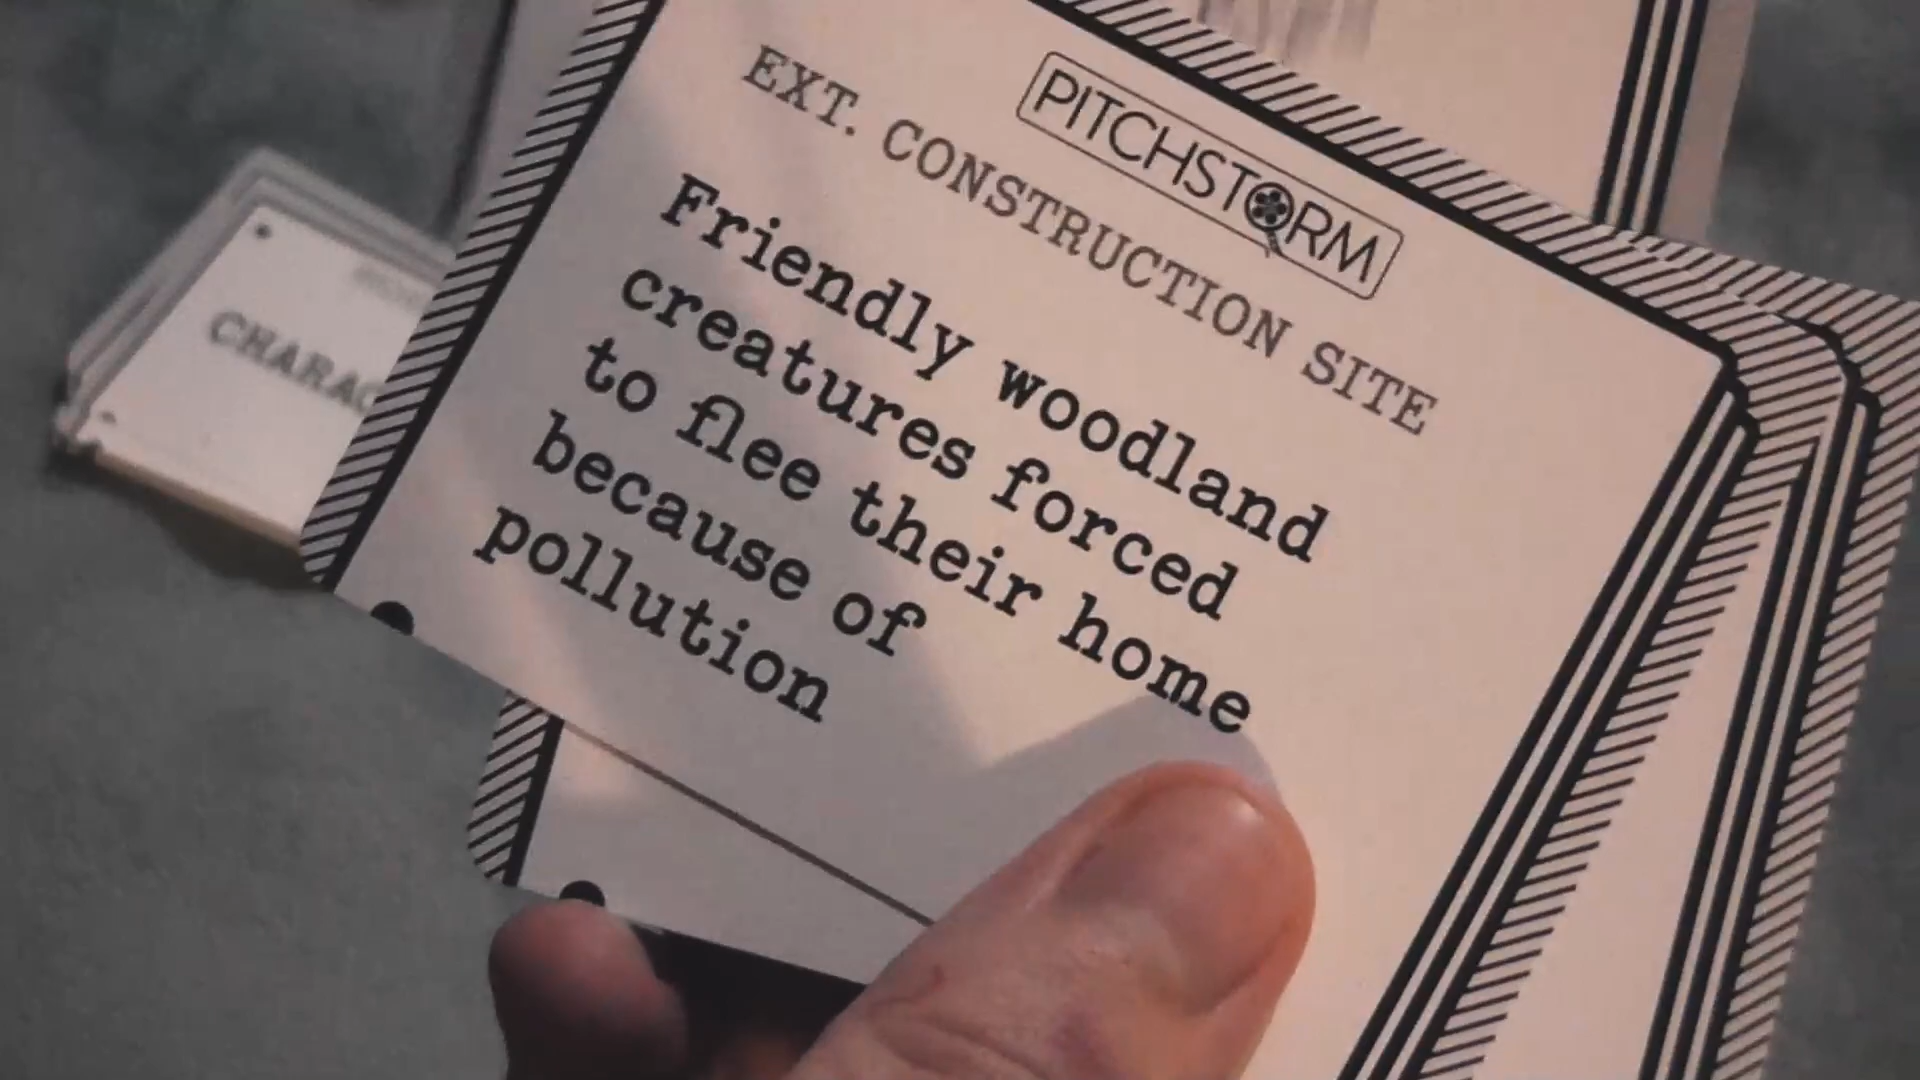 PITCHSTORM
EXT. CONSTRUCTION SITE
Friendly woodland
creatures forced
to flee their home
because of
pollution
CHARAC